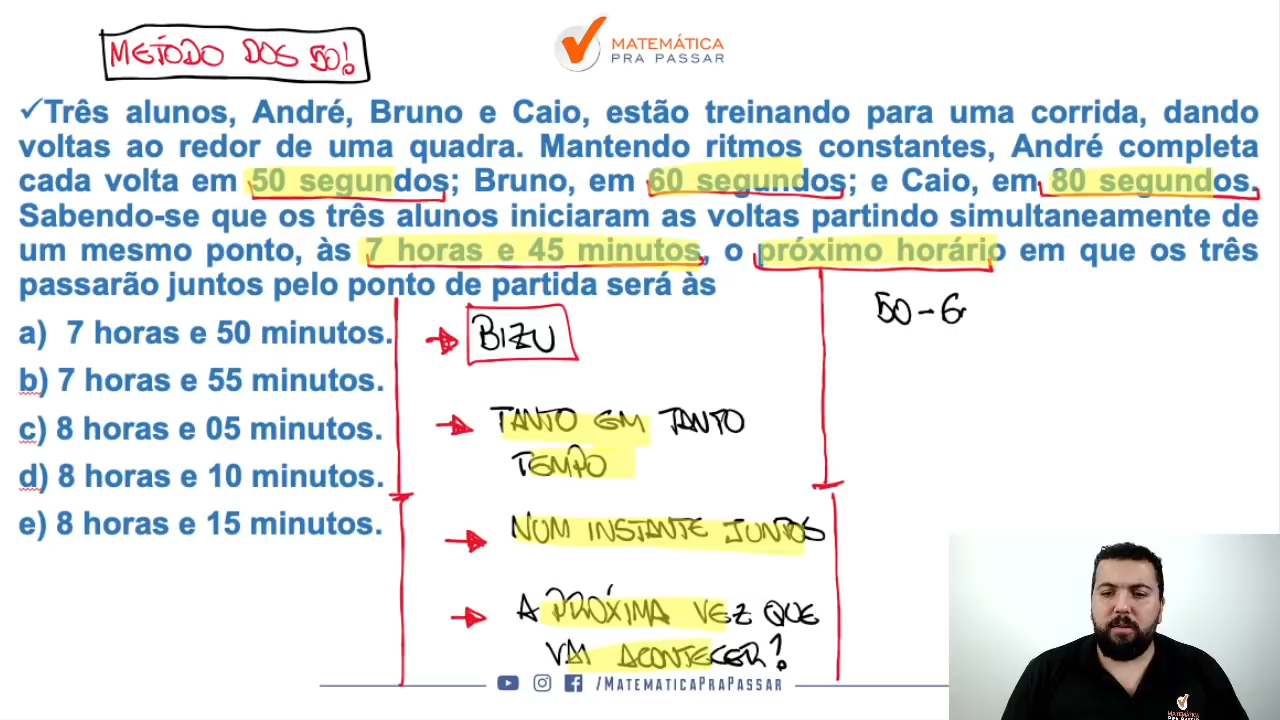 METÓDO DOS 50!
MATEMÁTICA
PRA PASSAR
✓Três alunos, André, Bruno e Caio, estão treinando para uma corrida, dando
voltas ao redor de uma quadra. Mantendo ritmos constantes, André completa
cada volta em 50 segundos; Bruno, em 60 segundos; e Caio, em 80 segundos.
Sabendo-se que os três alunos iniciaram as voltas partindo simultaneamente de
um mesmo ponto, às 7 horas e 45 minutos, o próximo horário em que os três
passarão juntos pelo ponto de partida será às
a) 7 horas e 50 minutos.
b) 7 horas e 55 minutos.
c) 8 horas e 05 minutos.
d) 8 horas e 10 minutos.
e) 8 horas e 15 minutos.
BIZU
TANTO EM TANTO
TEMPO
NUM INSTANTE JUNTOS
A PRÓXIMA VEZ QUE
VAI ACONTECER?
50-6
/MATEMATICAPRAPASSAR
MATEMÁTICA